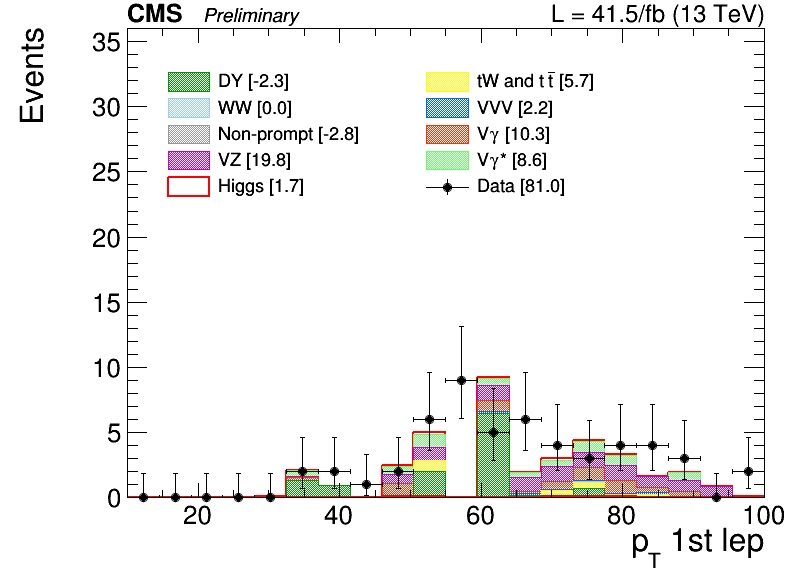 CMS Preliminary L = 41.5/fb (13 TeV)
Events
35
30
25
20
15
10
5
0
DY [-2.3]
WW [0.0]
Non-prompt [-2.8]
VZ [19.8]
Higgs [1.7]
tW and tt̅ [5.7]
VVV [2.2]
Vγ [10.3]
Vγ* [8.6]
Data [81.0]
20 40 60 80 100
p_T 1st lep